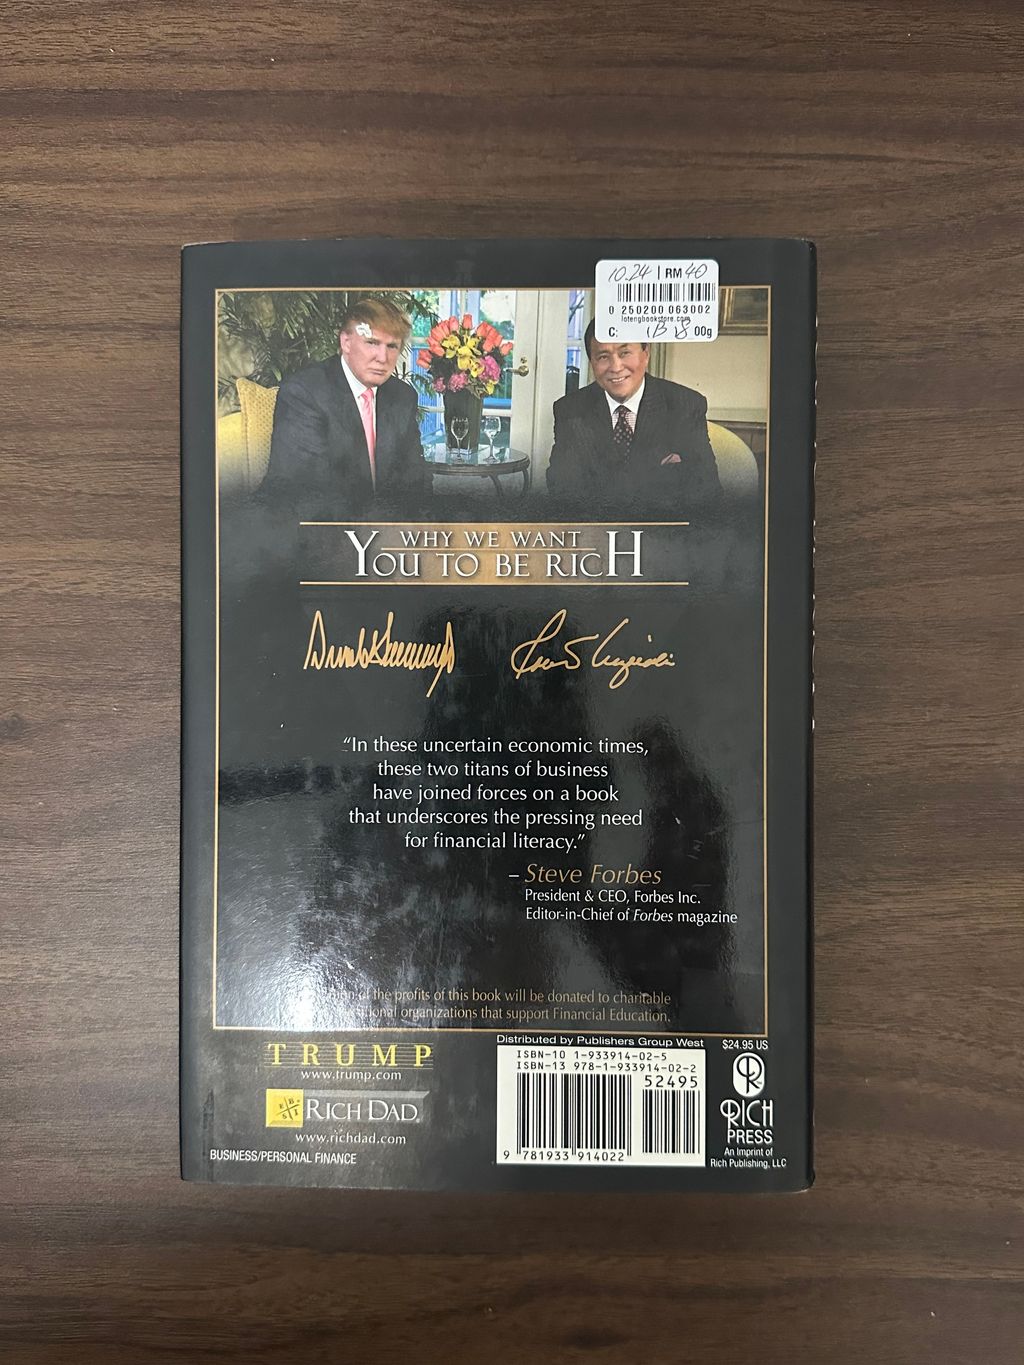 10.24 | RM 40
0 250200 063002
lotengbookstore.com
C: 00g
WHY WE WANT
YOU TO BE RICH
"In these uncertain economic times,
these two titans of business
have joined forces on a book
that underscores the pressing need
for financial literacy."
– Steve Forbes
President & CEO, Forbes Inc.
Editor-in-Chief of Forbes magazine
of the profits of this book will be donated to charitable
organizations that support Financial Education.
TRUMP
www.trump.com
E B
S I
RICH DAD
www.richdad.com
BUSINESS/PERSONAL FINANCE
Distributed by Publishers Group West
ISBN-10 1-933914-02-5
ISBN-13 978-1-933914-02-2
52495
9 781933 914022
$24.95 US
RICH
PRESS
An Imprint of
Rich Publishing, LLC